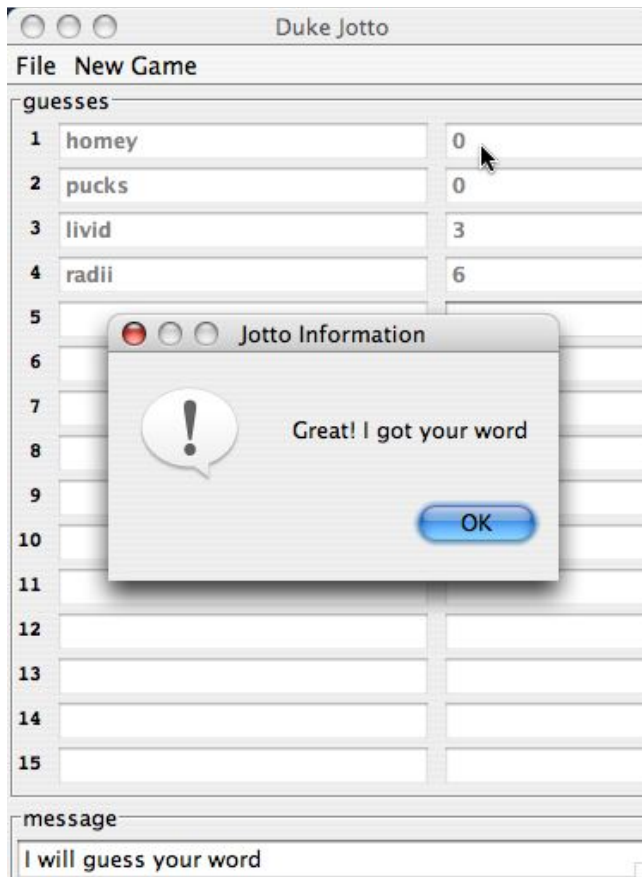 Duke Jotto
File New Game
guesses
1 homey 0
2 pucks 0
3 livid 3
4 radii 6
5
Jotto Information
6
7
Great! I got your word
8
9
OK
10
11
12
13
14
15
message
I will guess your word